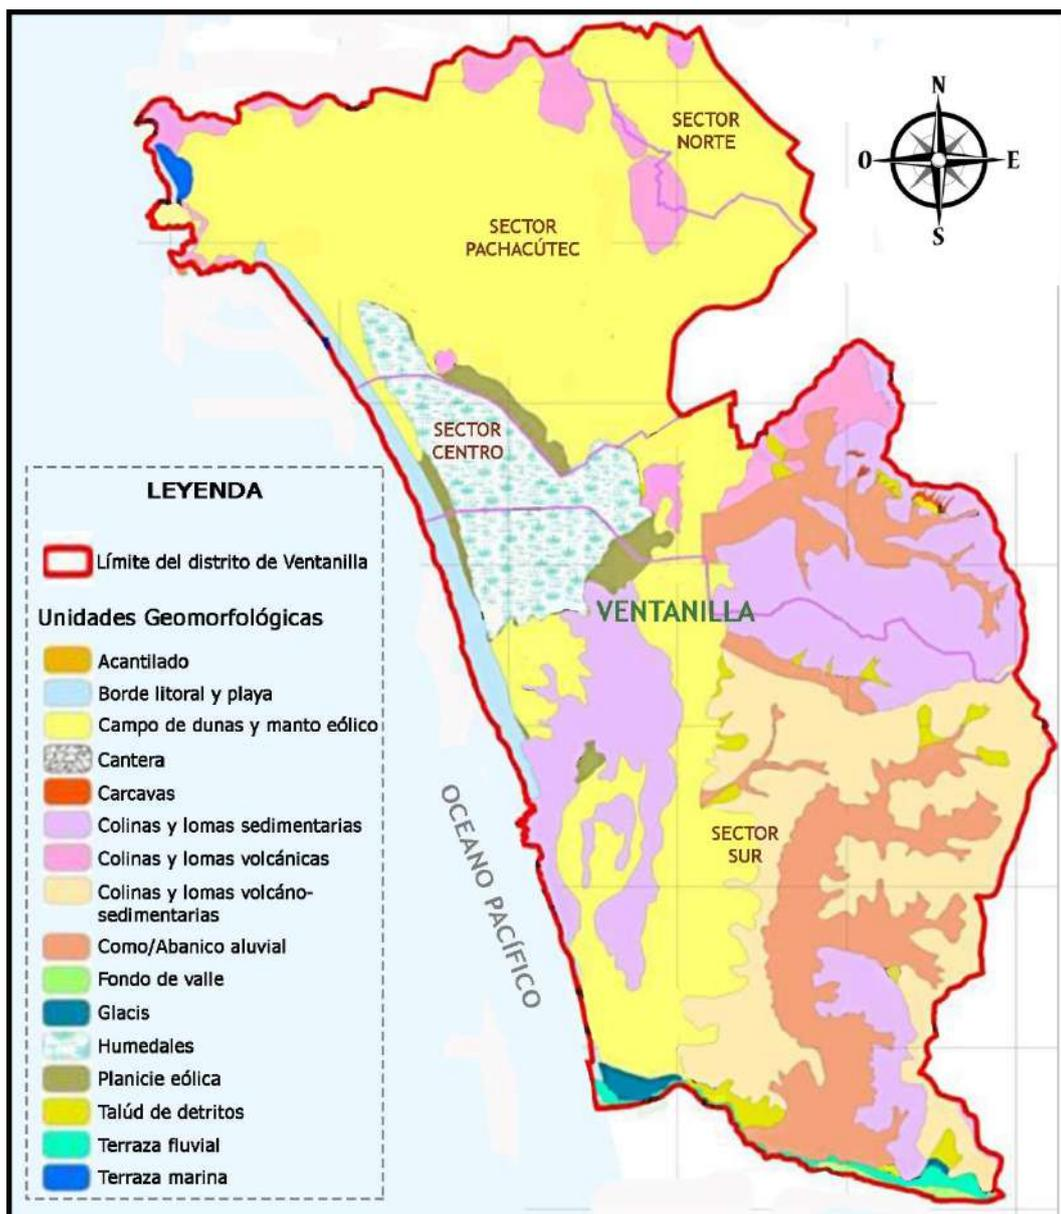 N
O
E
S
SECTOR
NORTE
SECTOR
PACHACÚTEC
SECTOR
CENTRO
VENTANILLA
SECTOR
SUR
OCEANO PACÍFICO
LEYENDA
Límite del distrito de Ventanilla
Unidades Geomorfológicas
Acantilado
Borde litoral y playa
Campo de dunas y manto eólico
Cantera
Carcavas
Colinas y lomas sedimentarias
Colinas y lomas volcánicas
Colinas y lomas volcáno-
sedimentarias
Como/Abanico aluvial
Fondo de valle
Glacis
Humedales
Planicie eólica
Talúd de detritos
Terraza fluvial
Terraza marina